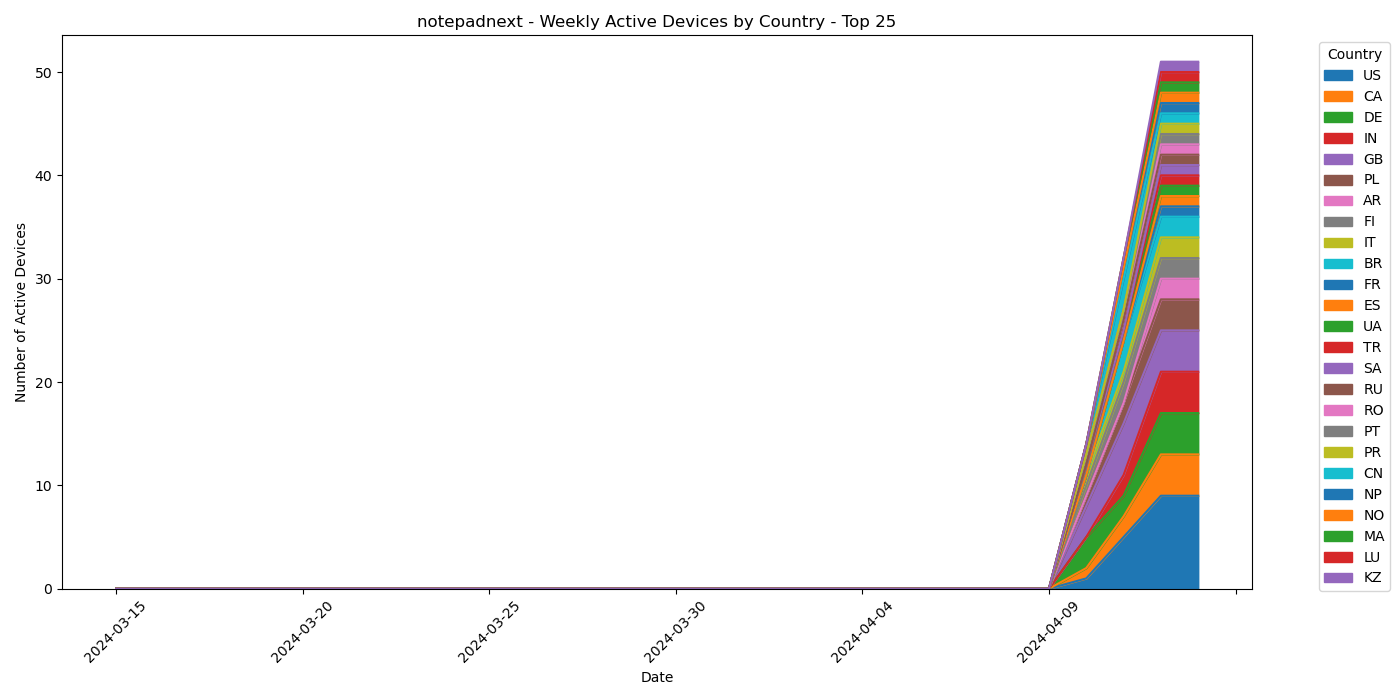 notepadnext - Weekly Active Devices by Country - Top 25
Number of Active Devices
50
40
30
20
10
0
2024-03-15
2024-03-20
2024-03-25
2024-03-30
2024-04-04
2024-04-09
Date
Country
US
CA
DE
IN
GB
PL
AR
FI
IT
BR
FR
ES
UA
TR
SA
RU
RO
PT
PR
CN
NP
NO
MA
LU
KZ